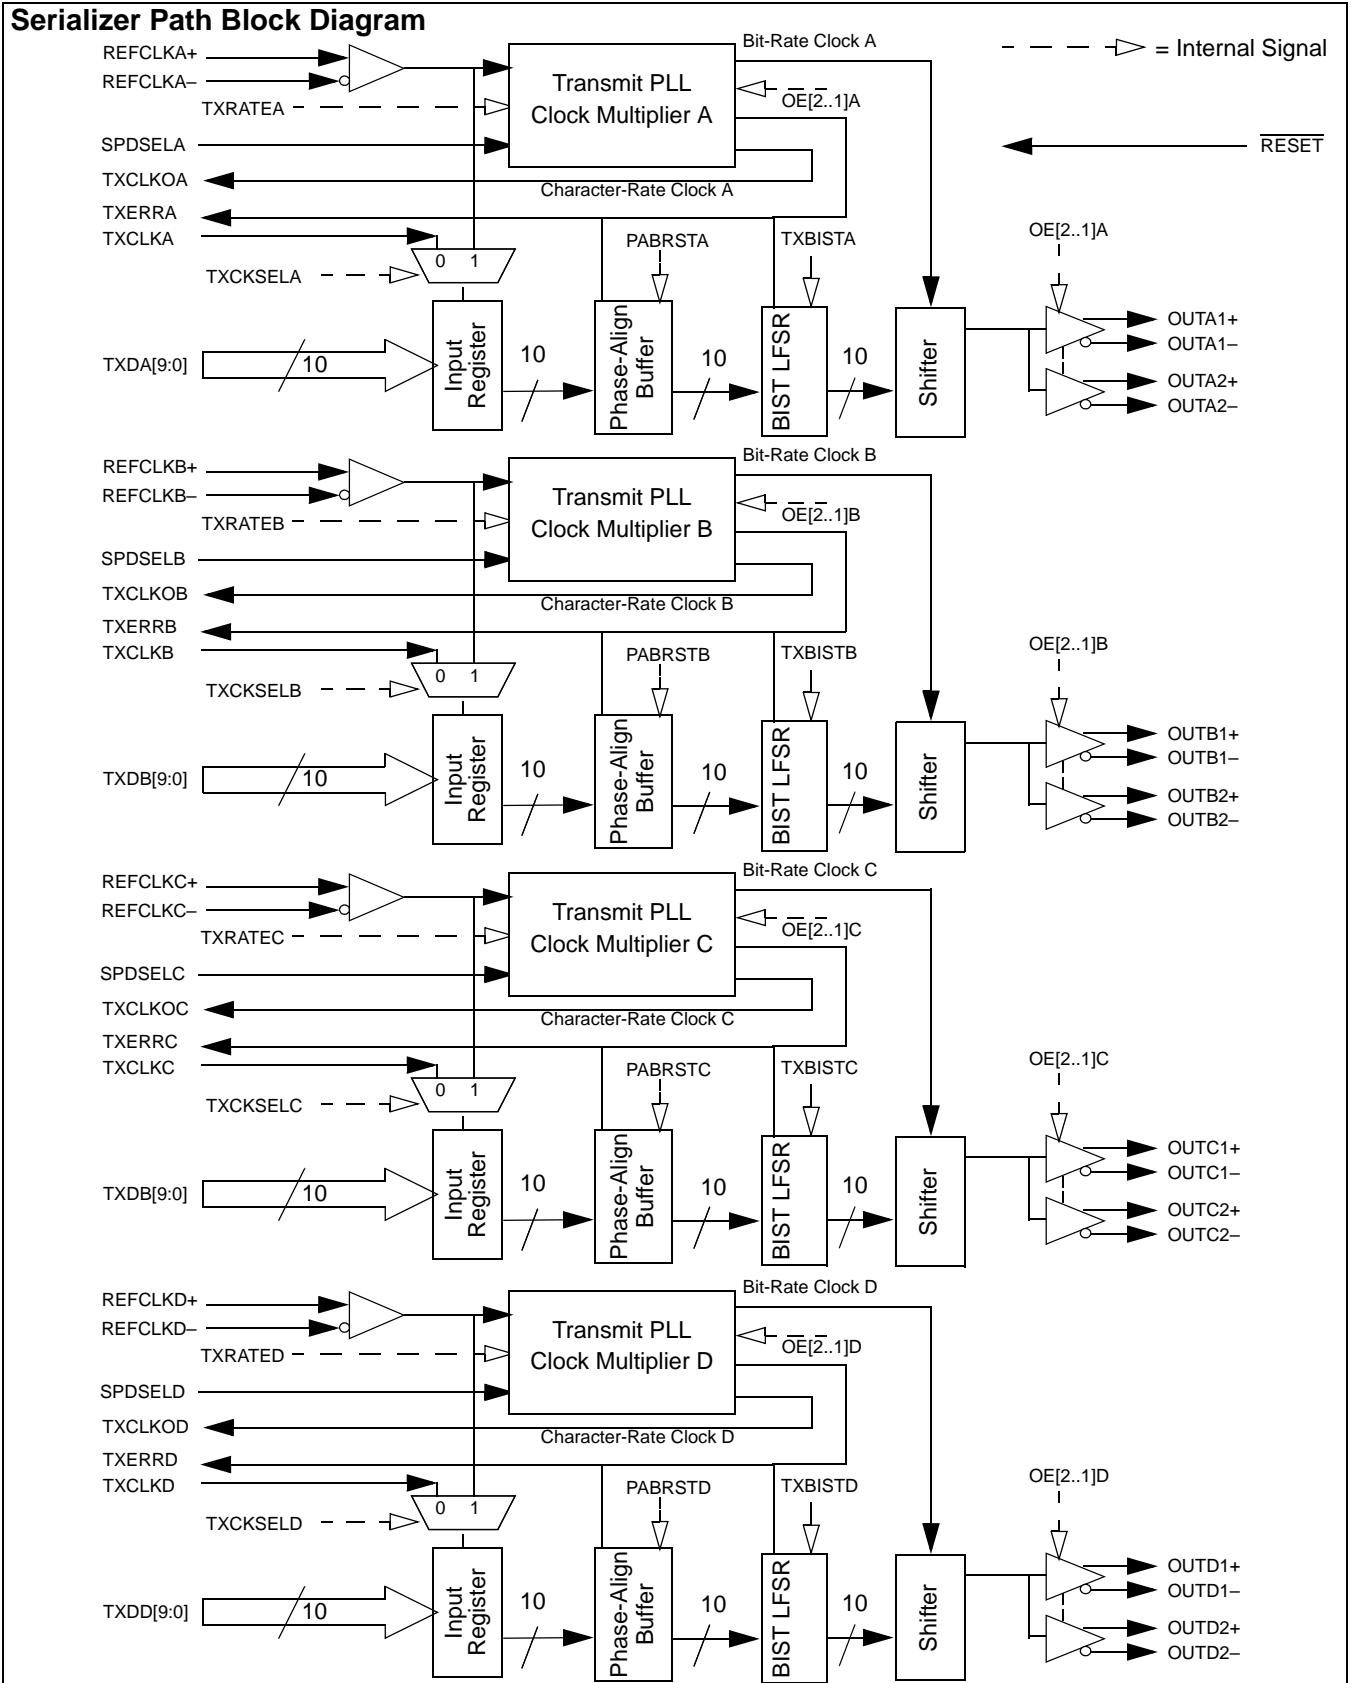 Serializer Path Block Diagram
= Internal Signal
RESET
REFCLKA+
REFCLKA–
TXRATEA
SPDSELA
TXCLKOA
TXERRA
TXCLKA
TXCKSELA
TXDA[9:0]
Transmit PLL
Clock Multiplier A
Bit-Rate Clock A
OE[2..1]A
Character-Rate Clock A
PABRSTA
TXBISTA
OE[2..1]A
0 1
10
Input
Register
10
Phase-Align
Buffer
10
BIST LFSR
10
Shifter
OUTA1+
OUTA1–
OUTA2+
OUTA2–
REFCLKB+
REFCLKB–
TXRATEB
SPDSELB
TXCLKOB
TXERRB
TXCLKB
TXCKSELB
TXDB[9:0]
Transmit PLL
Clock Multiplier B
Bit-Rate Clock B
OE[2..1]B
Character-Rate Clock B
PABRSTB
TXBISTB
OE[2..1]B
0 1
10
Input
Register
10
Phase-Align
Buffer
10
BIST LFSR
10
Shifter
OUTB1+
OUTB1–
OUTB2+
OUTB2–
REFCLKC+
REFCLKC–
TXRATEC
SPDSELC
TXCLKOC
TXERRC
TXCLKC
TXCKSELC
TXDB[9:0]
Transmit PLL
Clock Multiplier C
Bit-Rate Clock C
OE[2..1]C
Character-Rate Clock C
PABRSTC
TXBISTC
OE[2..1]C
0 1
10
Input
Register
10
Phase-Align
Buffer
10
BIST LFSR
10
Shifter
OUTC1+
OUTC1–
OUTC2+
OUTC2–
REFCLKD+
REFCLKD–
TXRATED
SPDSELD
TXCLKOD
TXERRD
TXCLKD
TXCKSELD
TXDD[9:0]
Transmit PLL
Clock Multiplier D
Bit-Rate Clock D
OE[2..1]D
Character-Rate Clock D
PABRSTD
TXBISTD
OE[2..1]D
0 1
10
Input
Register
10
Phase-Align
Buffer
10
BIST LFSR
10
Shifter
OUTD1+
OUTD1–
OUTD2+
OUTD2–